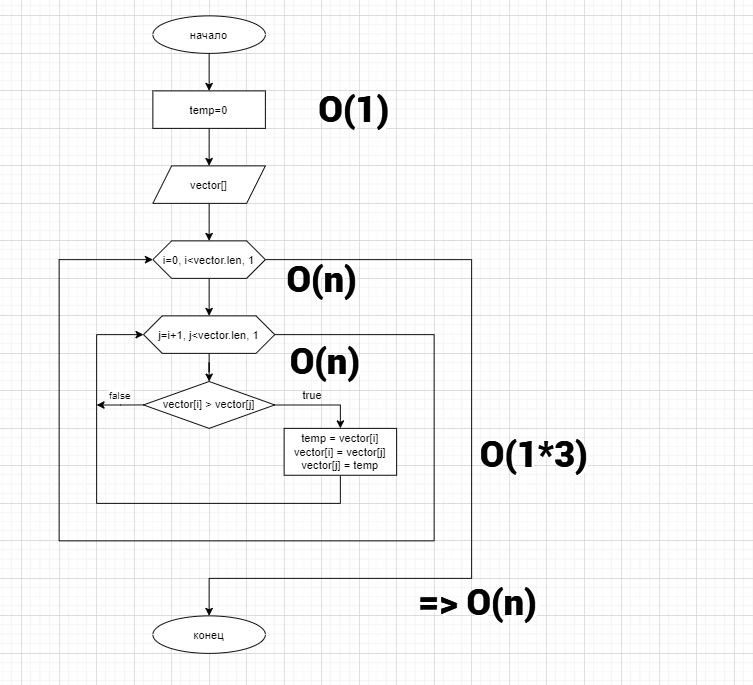 начало
temp=0
O(1)
vector[]
i=0, i<vector.len, 1
O(n)
j=i+1, j<vector.len, 1
O(n)
false
true
vector[i] > vector[j]
temp = vector[i]
vector[i] = vector[j]
vector[j] = temp
O(1*3)
=> O(n)
конец